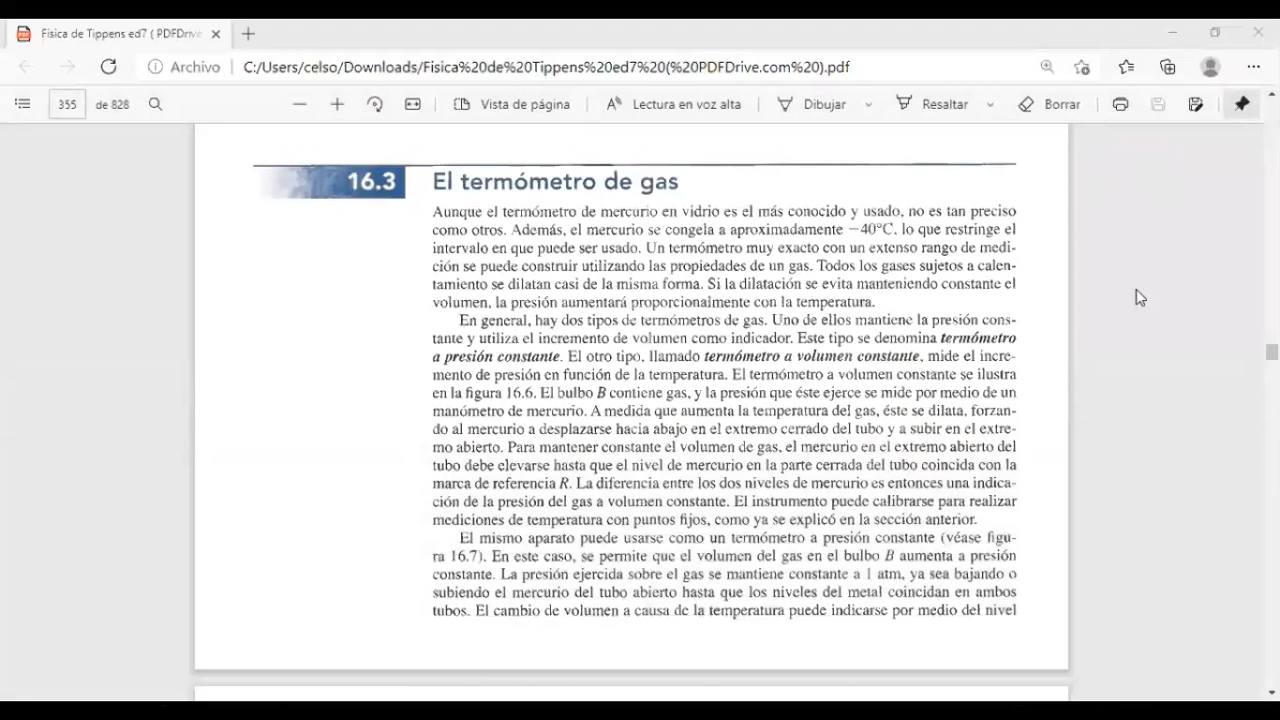 Fisica de Tippens ed7 ( PDFDrive
Archivo C:/Users/celso/Downloads/Fisica%20de%20Tippens%20ed7%20(%20PDFDrive.com%20).pdf
355 de 828 Vista de página Lectura en voz alta Dibujar Resaltar Borrar
16.3 El termómetro de gas
Aunque el termómetro de mercurio en vidrio es el más conocido y usado, no es tan preciso
como otros. Además, el mercurio se congela a aproximadamente −40°C, lo que restringe el
intervalo en que puede ser usado. Un termómetro muy exacto con un extenso rango de medi-
ción se puede construir utilizando las propiedades de un gas. Todos los gases sujetos a calen-
tamiento se dilatan casi de la misma forma. Si la dilatación se evita manteniendo constante el
volumen, la presión aumentará proporcionalmente con la temperatura.
En general, hay dos tipos de termómetros de gas. Uno de ellos mantiene la presión cons-
tante y utiliza el incremento de volumen como indicador. Este tipo se denomina termómetro
a presión constante. El otro tipo, llamado termómetro a volumen constante, mide el incre-
mento de presión en función de la temperatura. El termómetro a volumen constante se ilustra
en la figura 16.6. El bulbo B contiene gas, y la presión que éste ejerce se mide por medio de un
manómetro de mercurio. A medida que aumenta la temperatura del gas, éste se dilata, forzan-
do al mercurio a desplazarse hacia abajo en el extremo cerrado del tubo y a subir en el extre-
mo abierto. Para mantener constante el volumen de gas, el mercurio en el extremo abierto del
tubo debe elevarse hasta que el nivel de mercurio en la parte cerrada del tubo coincida con la
marca de referencia R. La diferencia entre los dos niveles de mercurio es entonces una indica-
ción de la presión del gas a volumen constante. El instrumento puede calibrarse para realizar
mediciones de temperatura con puntos fijos, como ya se explicó en la sección anterior.
El mismo aparato puede usarse como un termómetro a presión constante (véase figu-
ra 16.7). En este caso, se permite que el volumen del gas en el bulbo B aumenta a presión
constante. La presión ejercida sobre el gas se mantiene constante a 1 atm, ya sea bajando o
subiendo el mercurio del tubo abierto hasta que los niveles del metal coincidan en ambos
tubos. El cambio de volumen a causa de la temperatura puede indicarse por medio del nivel